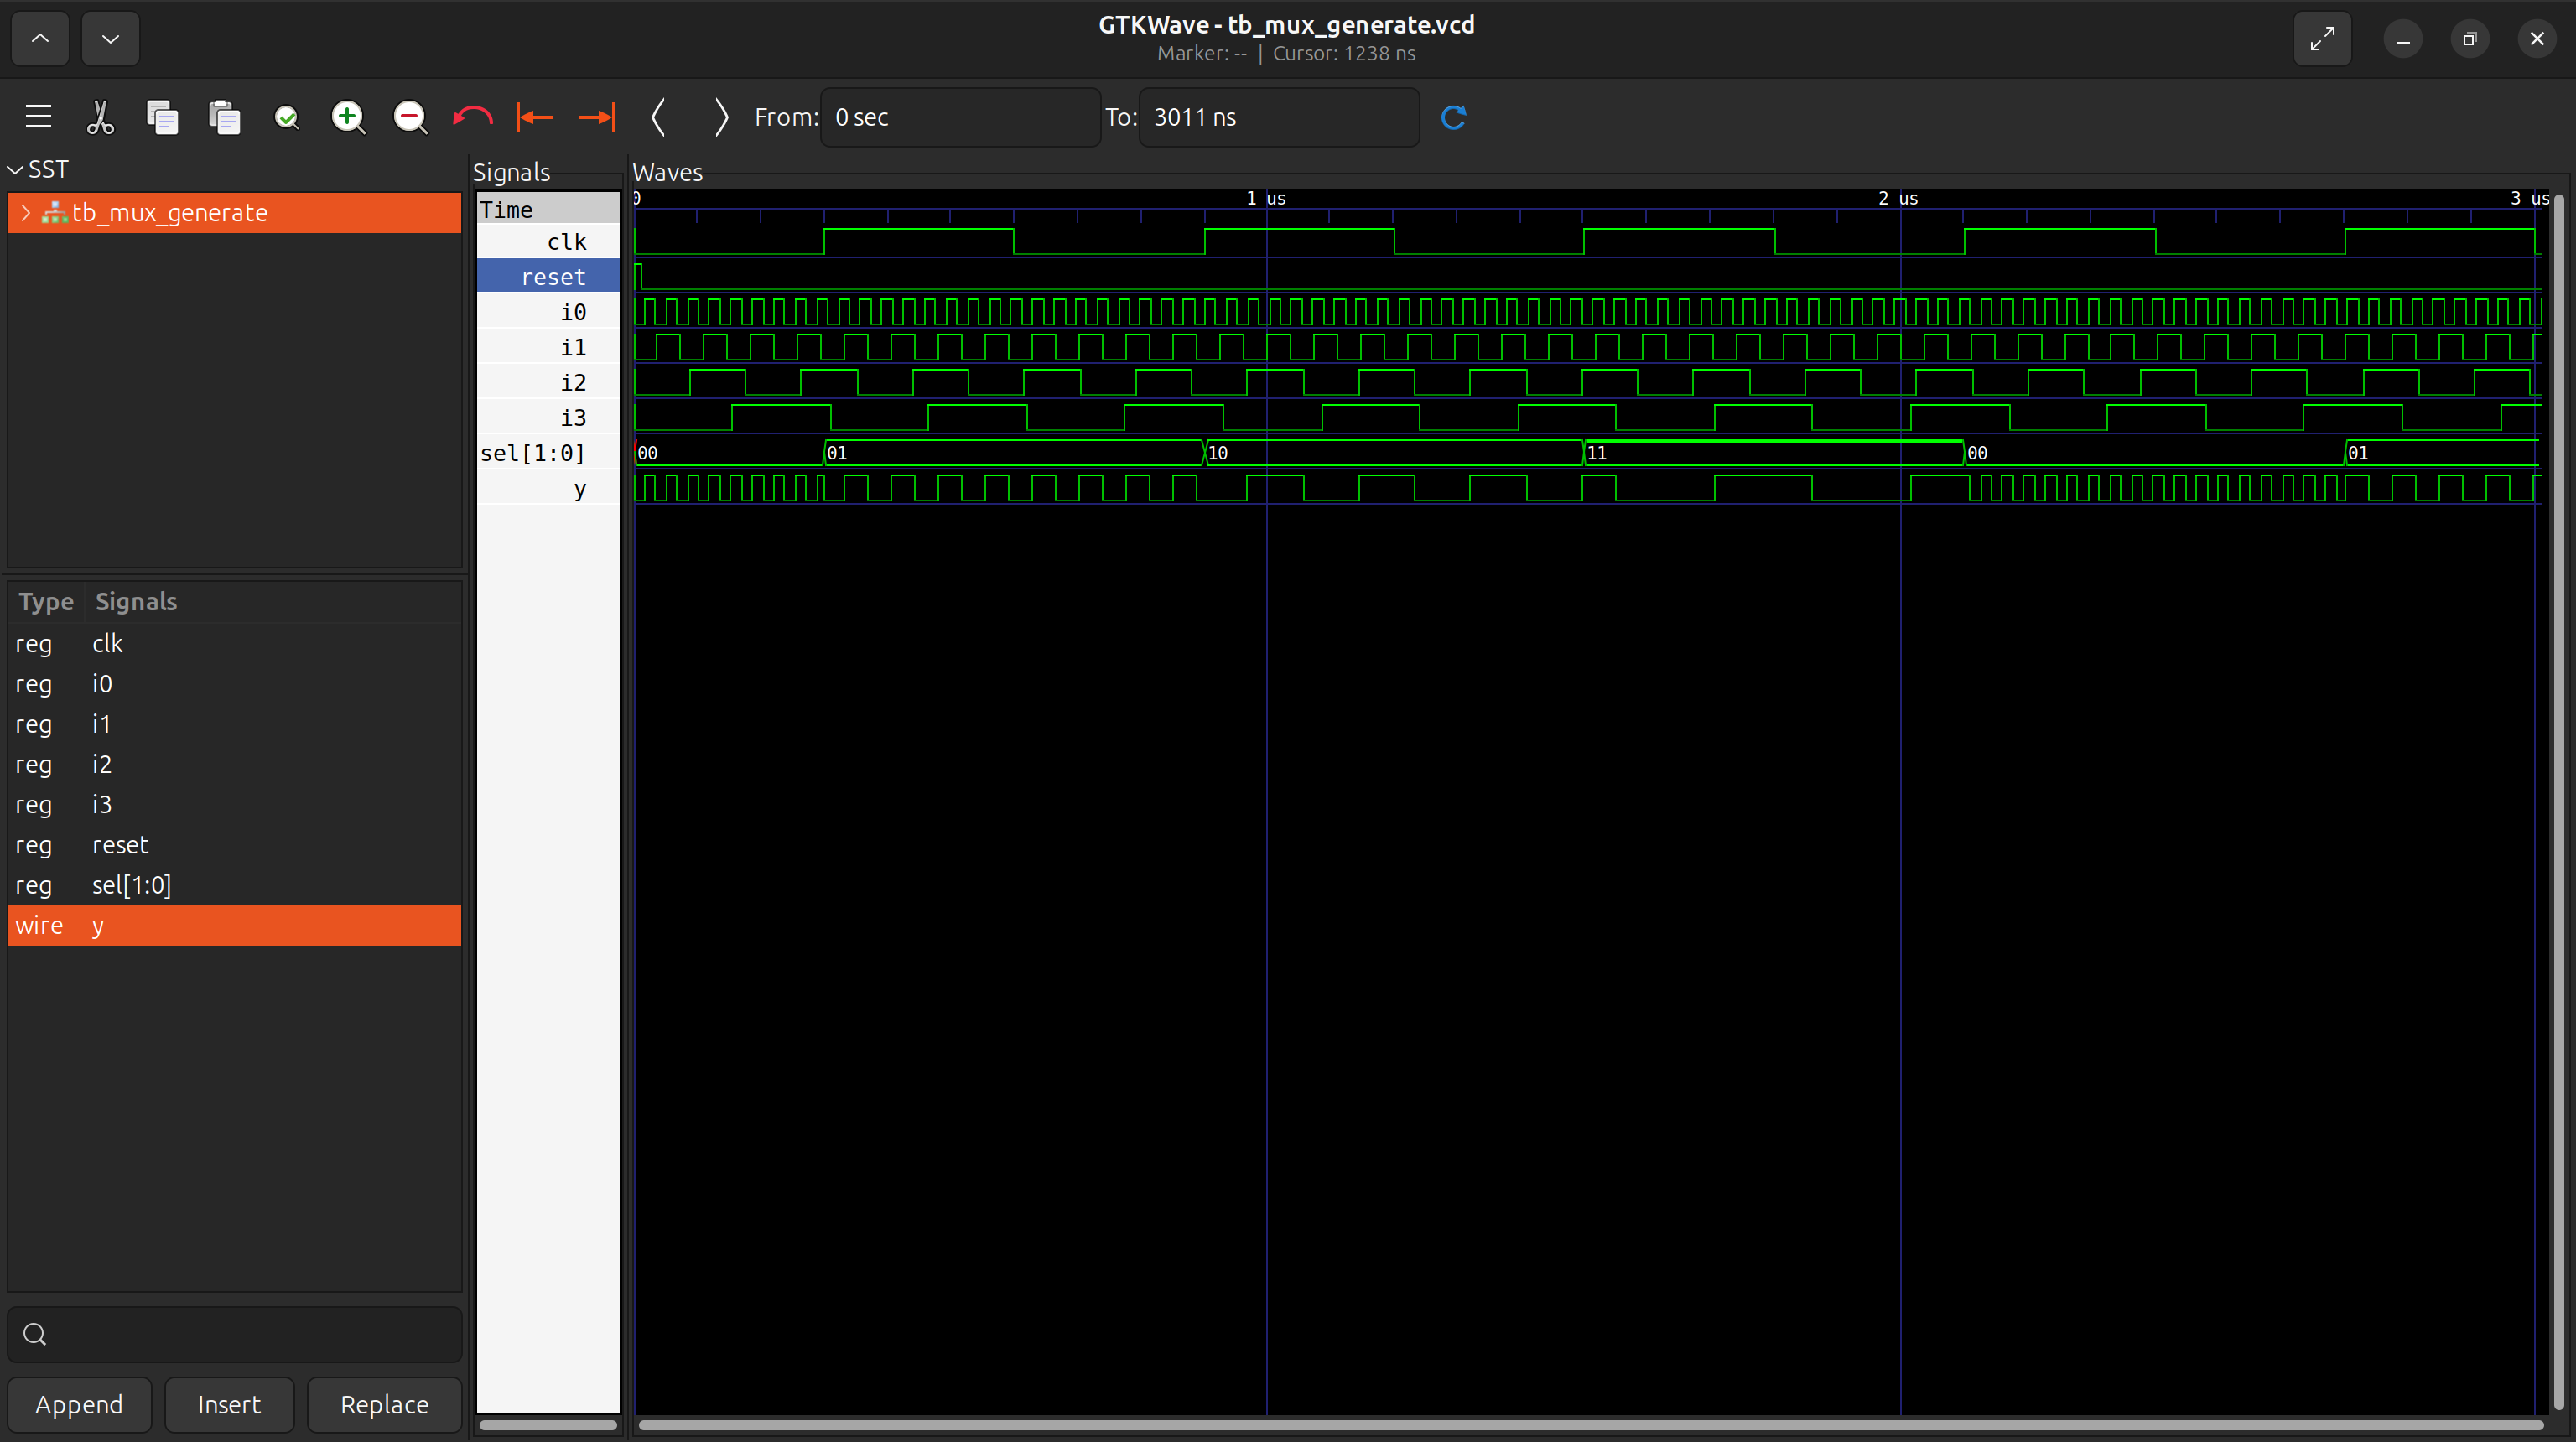 GTKWave - tb_mux_generate.vcd
Marker: -- | Cursor: 1238 ns
From: 0 sec To: 3011 ns
SST
tb_mux_generate
Type Signals
reg clk
reg i0
reg i1
reg i2
reg i3
reg reset
reg sel[1:0]
wire y
Append Insert Replace
Signals
Time
clk
reset
i0
i1
i2
i3
sel[1:0]
y
Waves
0 1 us 2 us 3 us
00 01 10 11 00 01